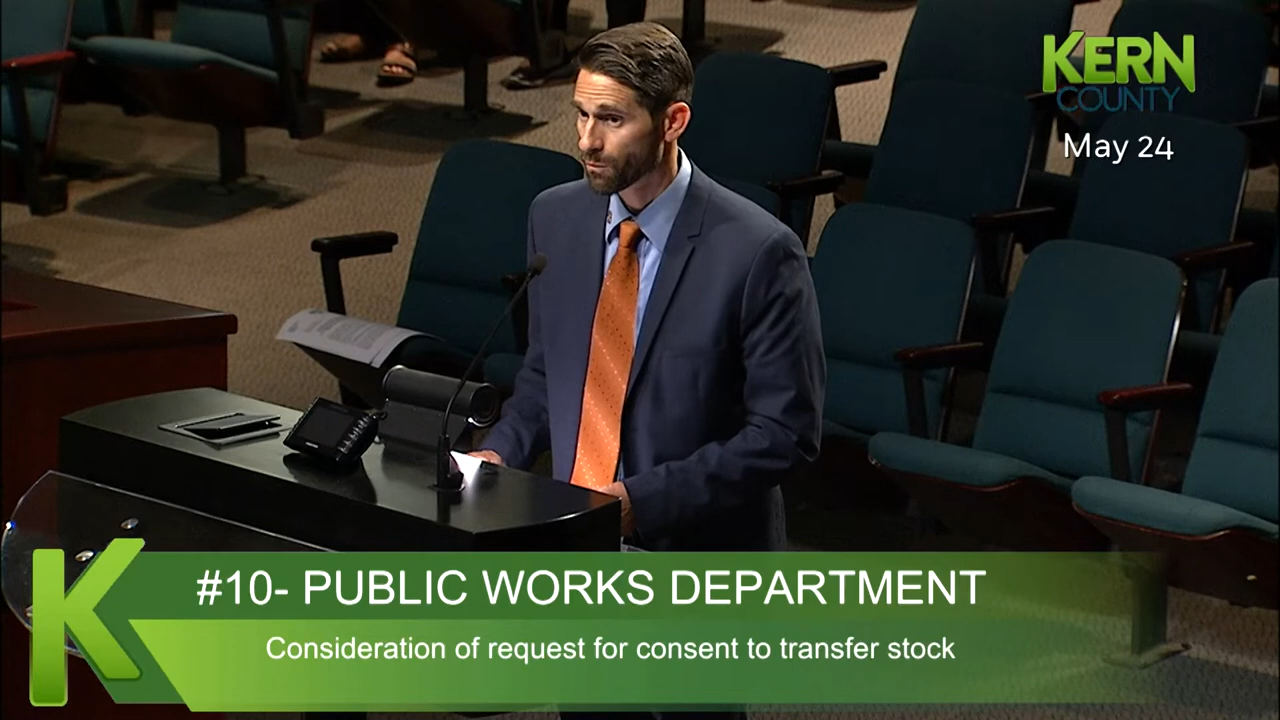 KERN
COUNTY
May 24
#10- PUBLIC WORKS DEPARTMENT
Consideration of request for consent to transfer stock
K